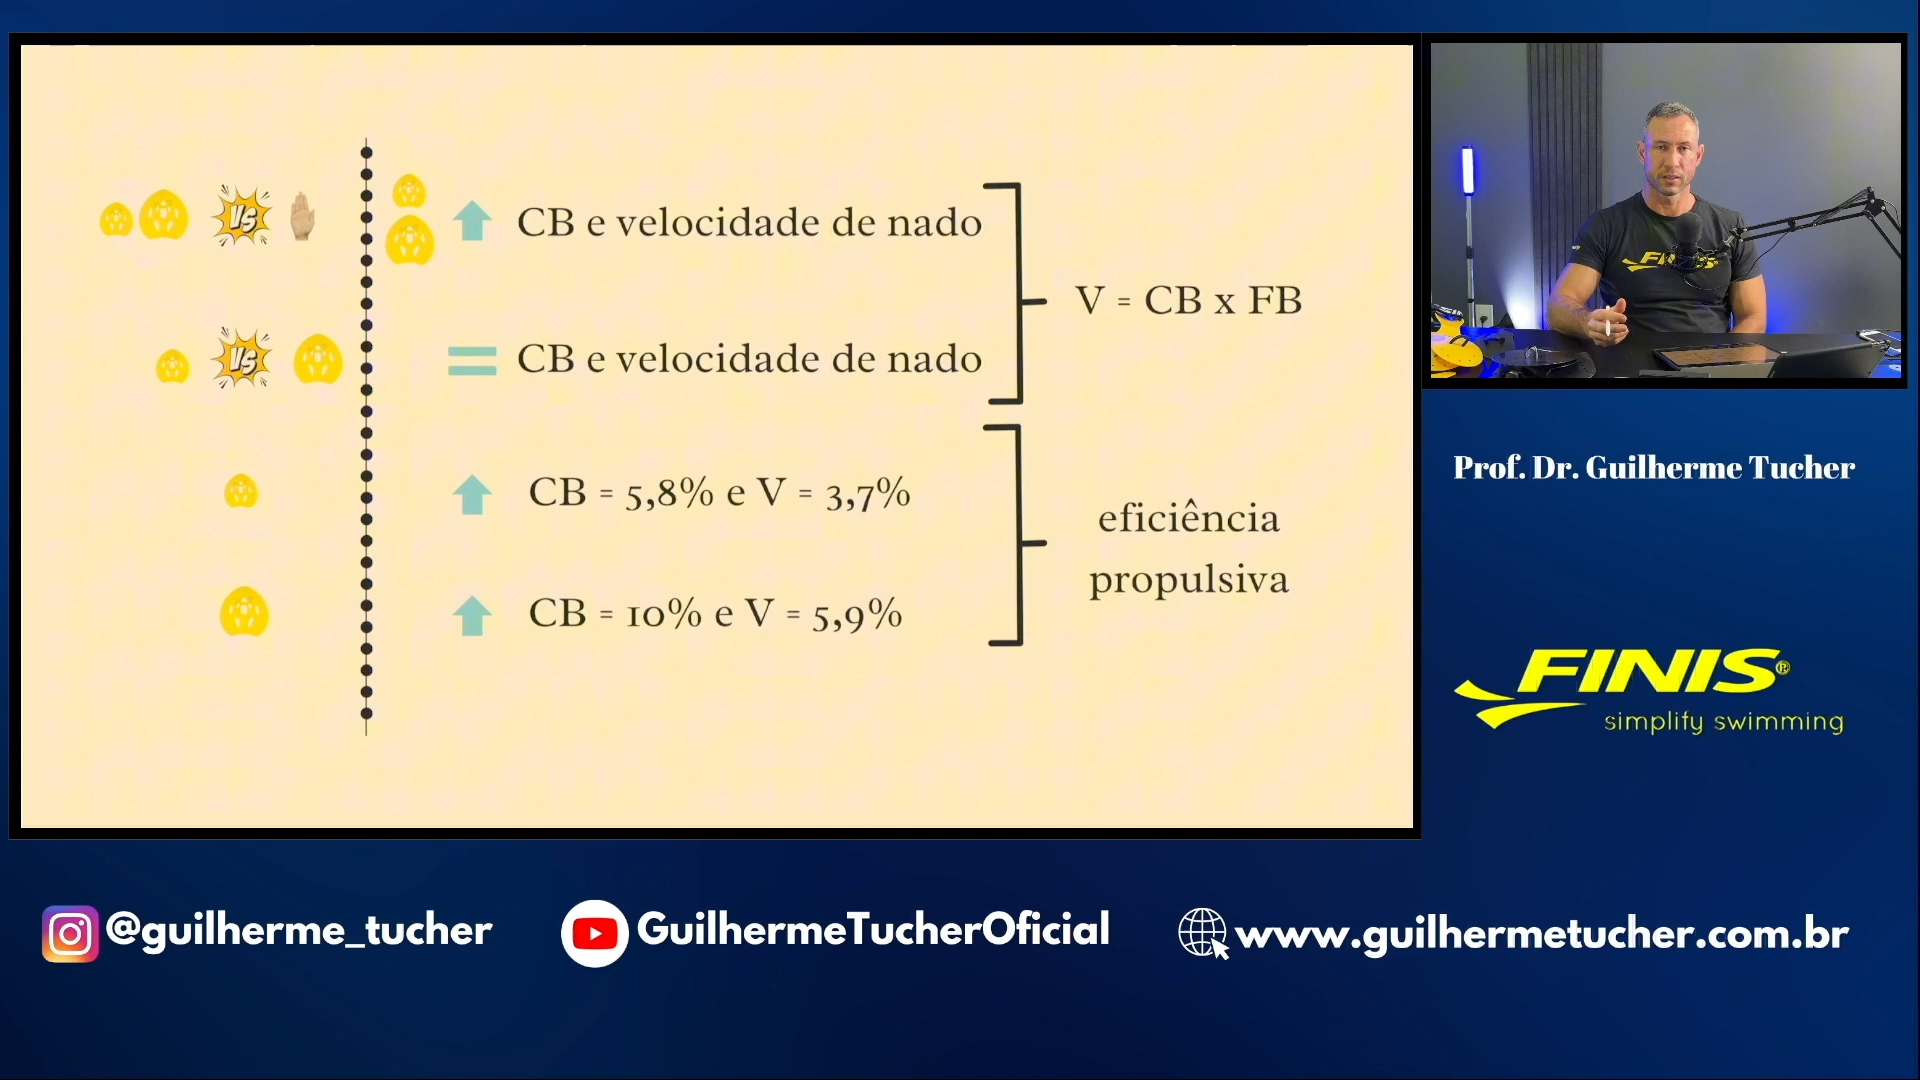 VS
CB e velocidade de nado
VS
CB e velocidade de nado
V = CB x FB
CB = 5,8% e V = 3,7%
CB = 10% e V = 5,9%
eficiência
propulsiva
FINIS
Prof. Dr. Guilherme Tucher
FINIS®
simplify swimming
@guilherme_tucher
GuilhermeTucherOficial
www.guilhermetucher.com.br